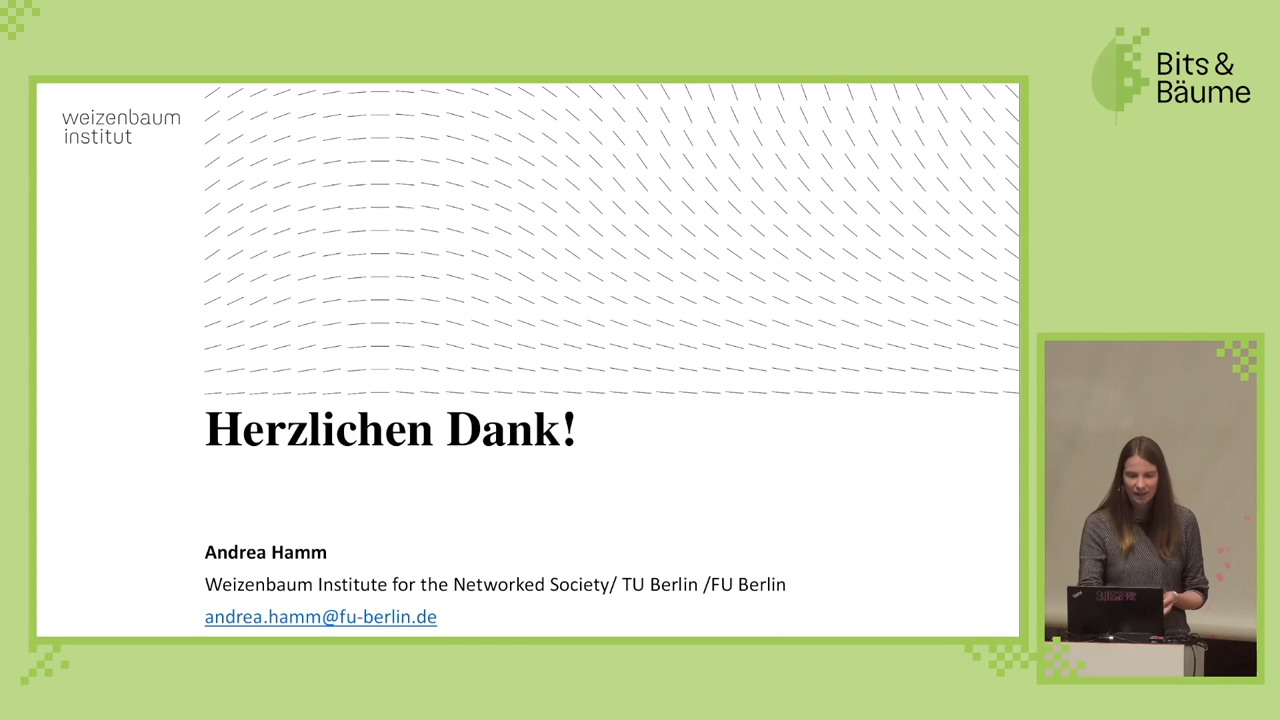 weizenbaum
institut
Bits &
Bäume
Herzlichen Dank!
Andrea Hamm
Weizenbaum Institute for the Networked Society/ TU Berlin /FU Berlin
andrea.hamm@fu-berlin.de